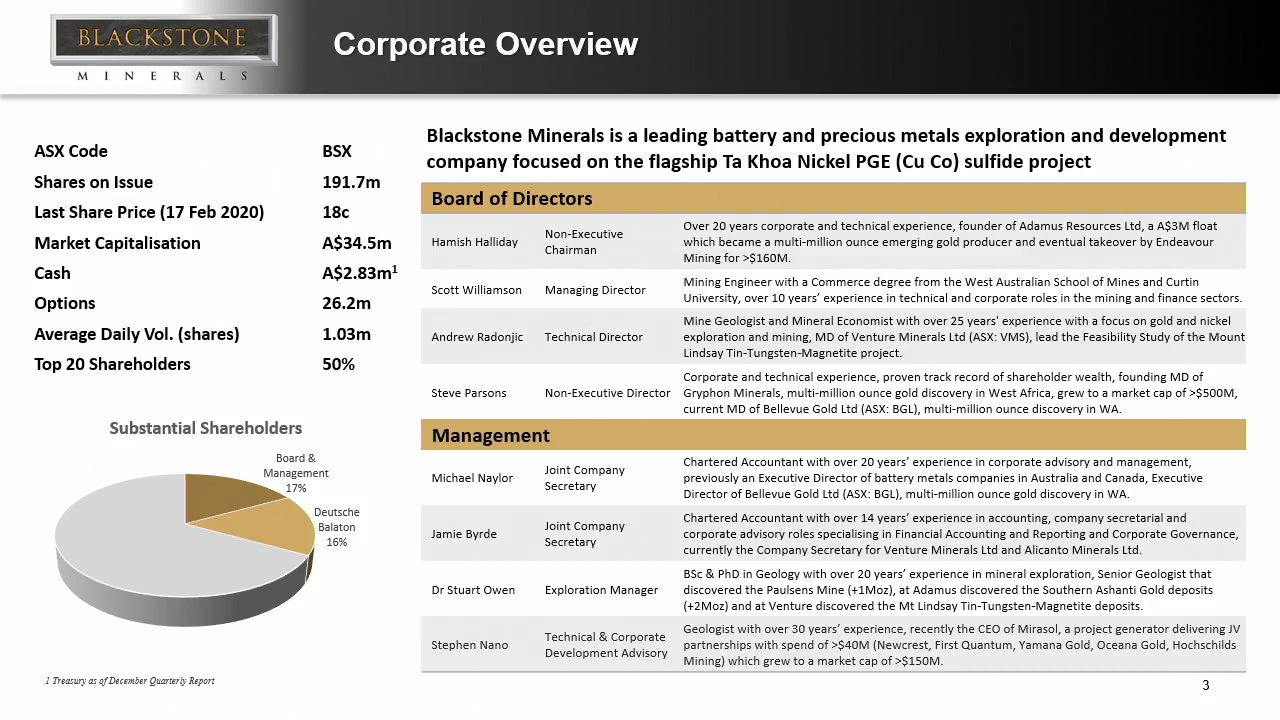 BLACKSTONE
MINERALS
Corporate Overview
ASX Code BSX
Shares on Issue 191.7m
Last Share Price (17 Feb 2020) 18c
Market Capitalisation A$34.5m
Cash A$2.83m1
Options 26.2m
Average Daily Vol. (shares) 1.03m
Top 20 Shareholders 50%
Substantial Shareholders
Board &
Management
17%
Deutsche
Balaton
16%
1 Treasury as of December Quarterly Report
Blackstone Minerals is a leading battery and precious metals exploration and development
company focused on the flagship Ta Khoa Nickel PGE (Cu Co) sulfide project
Board of Directors
Hamish Halliday
Non-Executive
Chairman
Over 20 years corporate and technical experience, founder of Adamus Resources Ltd, a A$3M float
which became a multi-million ounce emerging gold producer and eventual takeover by Endeavour
Mining for >$160M.
Scott Williamson
Managing Director
Mining Engineer with a Commerce degree from the West Australian School of Mines and Curtin
University, over 10 years’ experience in technical and corporate roles in the mining and finance sectors.
Andrew Radonjic
Technical Director
Mine Geologist and Mineral Economist with over 25 years' experience with a focus on gold and nickel
exploration and mining, MD of Venture Minerals Ltd (ASX: VMS), lead the Feasibility Study of the Mount
Lindsay Tin-Tungsten-Magnetite project.
Steve Parsons
Non-Executive Director
Corporate and technical experience, proven track record of shareholder wealth, founding MD of
Gryphon Minerals, multi-million ounce gold discovery in West Africa, grew to a market cap of >$500M,
current MD of Bellevue Gold Ltd (ASX: BGL), multi-million ounce discovery in WA.
Management
Michael Naylor
Joint Company
Secretary
Chartered Accountant with over 20 years’ experience in corporate advisory and management,
previously an Executive Director of battery metals companies in Australia and Canada, Executive
Director of Bellevue Gold Ltd (ASX: BGL), multi-million ounce gold discovery in WA.
Jamie Byrde
Joint Company
Secretary
Chartered Accountant with over 14 years’ experience in accounting, company secretarial and
corporate advisory roles specialising in Financial Accounting and Reporting and Corporate Governance,
currently the Company Secretary for Venture Minerals Ltd and Alicanto Minerals Ltd.
Dr Stuart Owen
Exploration Manager
BSc & PhD in Geology with over 20 years’ experience in mineral exploration, Senior Geologist that
discovered the Paulsens Mine (+1Moz), at Adamus discovered the Southern Ashanti Gold deposits
(+2Moz) and at Venture discovered the Mt Lindsay Tin-Tungsten-Magnetite deposits.
Stephen Nano
Technical & Corporate
Development Advisory
Geologist with over 30 years’ experience, recently the CEO of Mirasol, a project generator delivering JV
partnerships with spend of >$40M (Newcrest, First Quantum, Yamana Gold, Oceana Gold, Hochschilds
Mining) which grew to a market cap of >$150M.
3